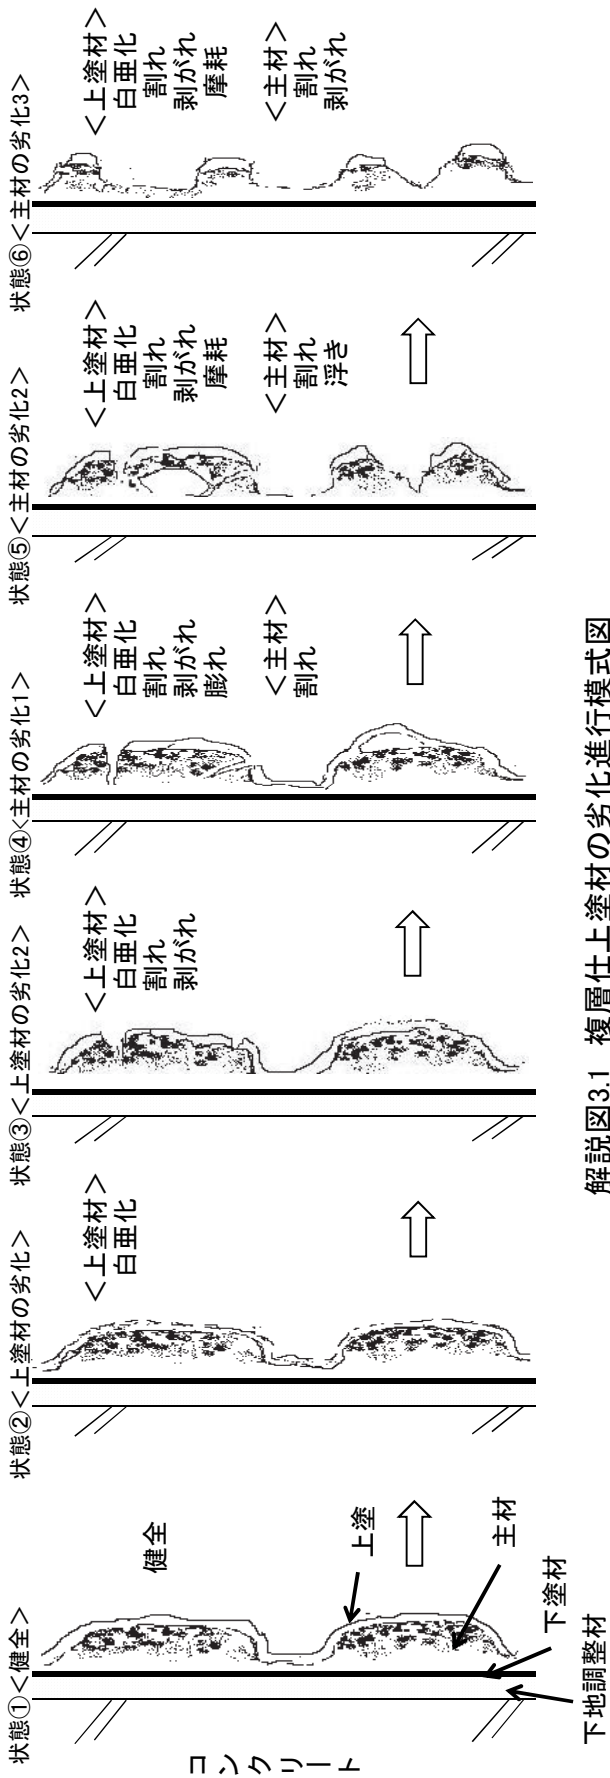 状態①<健全>
健全
上塗
主材
下塗材
下地調整材
コンクリート
状態②<上塗材の劣化>
<上塗材>
白亜化
状態③<上塗材の劣化2>
<上塗材>
白亜化
割れ
剥がれ
状態④<主材の劣化1>
<上塗材>
白亜化
割れ
剥がれ
膨れ
<主材>
割れ
状態⑤<主材の劣化2>
<上塗材>
白亜化
割れ
剥がれ
摩耗
<主材>
割れ
浮き
状態⑥<主材の劣化3>
<上塗材>
白亜化
割れ
剥がれ
摩耗
<主材>
割れ
剥がれ
解説図3.1 複層仕上塗材の劣化進行模式図